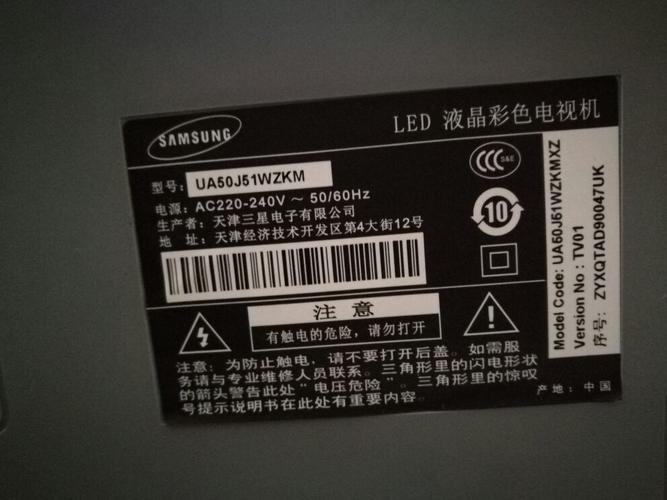 SAMSUNG
LED 液晶彩色电视机
型号: UA50J51WZKM
电源: AC220-240V ～ 50/60Hz
生产者: 天津三星电子有限公司
地 址: 天津经济技术开发区第4大街12号
CCC S&E
10
注 意
有触电的危险，请勿打开
注意: 为防止触电，请不要打开后盖。如需服
务请与专业维修人员联系。三角形里的闪电形状
的箭头警告此处“电压危险”。三角形里的惊叹
号提示说明书在此处有重要内容。
Model Code: UA50J51WZKMXZ
Version No : TV01
序号: ZYXQTAD90047UK
产地: 中国